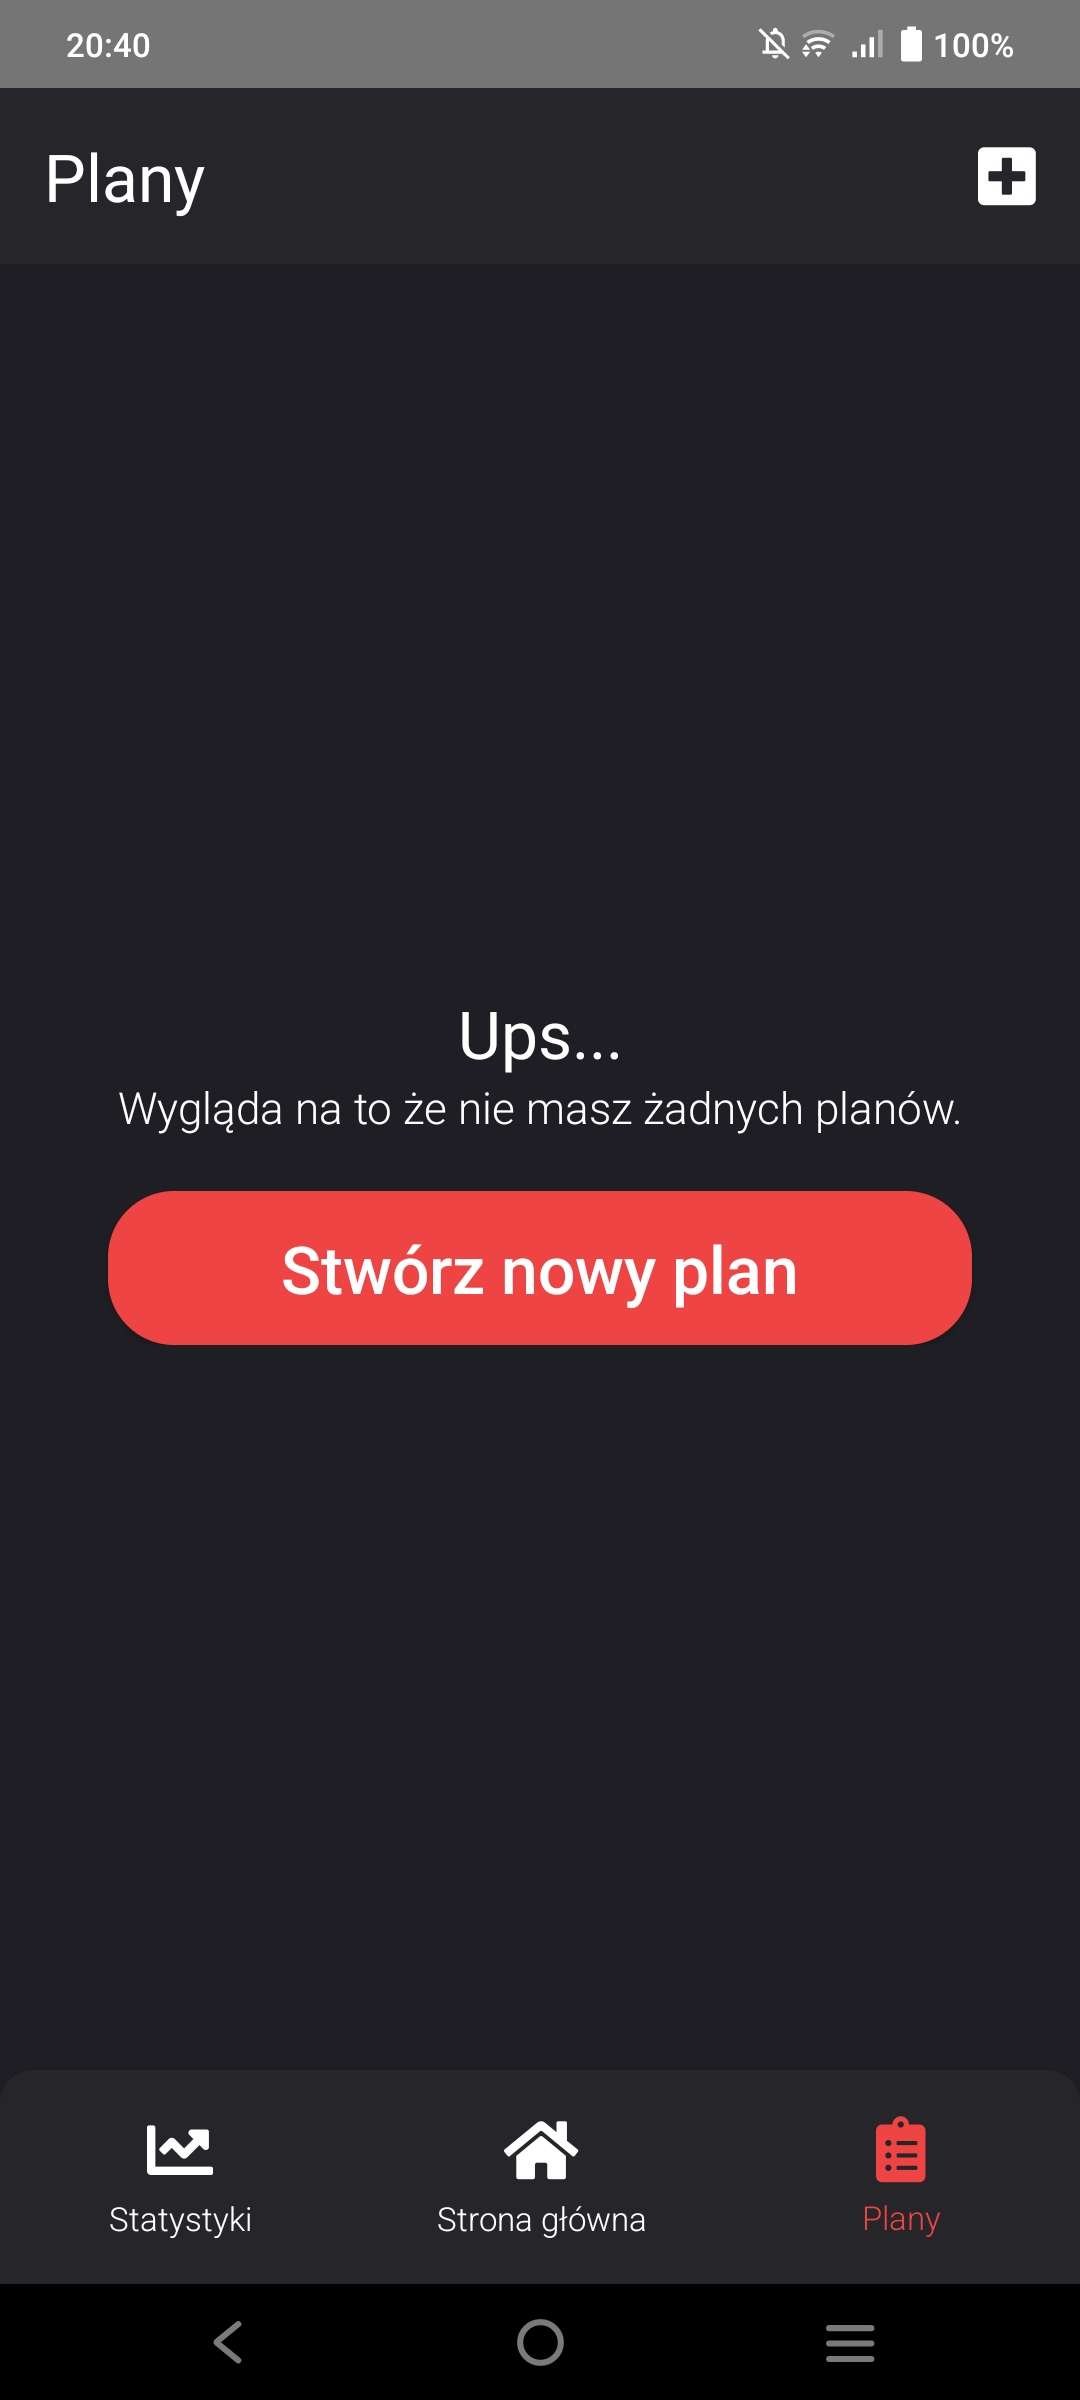 20:40
100%
Plany
Ups...
Wygląda na to że nie masz żadnych planów.
Stwórz nowy plan
Statystyki
Strona główna
Plany